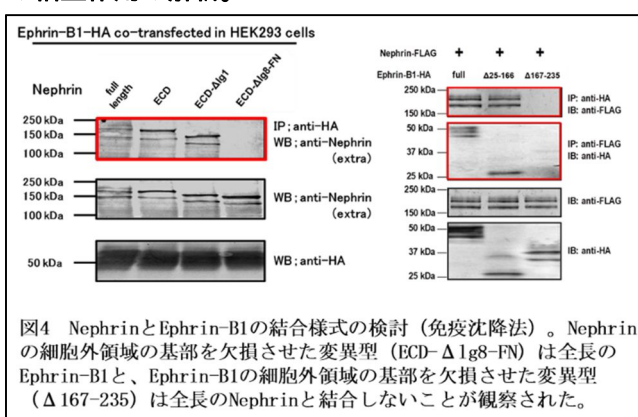 Ephrin-B1-HA co-transfected in HEK293 cells
Nephrin
full length
ECD
ECD-ΔIg1
ECD-ΔIg8-FN
250 kDa
150 kDa
100 kDa
IP ; anti-HA
WB ; anti-Nephrin
(extra)
250 kDa
150 kDa
100 kDa
WB ; anti-Nephrin
(extra)
50 kDa
WB ; anti-HA
Nephrin-FLAG + + +
Ephrin-B1-HA full Δ25-166 Δ167-235
250 kDa
150 kDa
IP: anti-HA
IB: anti-FLAG
50 kDa
37 kDa
25 kDa
IP: anti-FLAG
IB: anti-HA
250 kDa
150 kDa
IB: anti-FLAG
50 kDa
37 kDa
25 kDa
IB: anti-HA
図4 NephrinとEphrin-B1の結合様式の検討(免疫沈降法)。Nephrin
の細胞外領域の基部を欠損させた変異型(ECD-Δ1g8-FN)は全長の
Ephrin-B1と、Ephrin-B1の細胞外領域の基部を欠損させた変異型
(Δ167-235)は全長のNephrinと結合しないことが観察された。